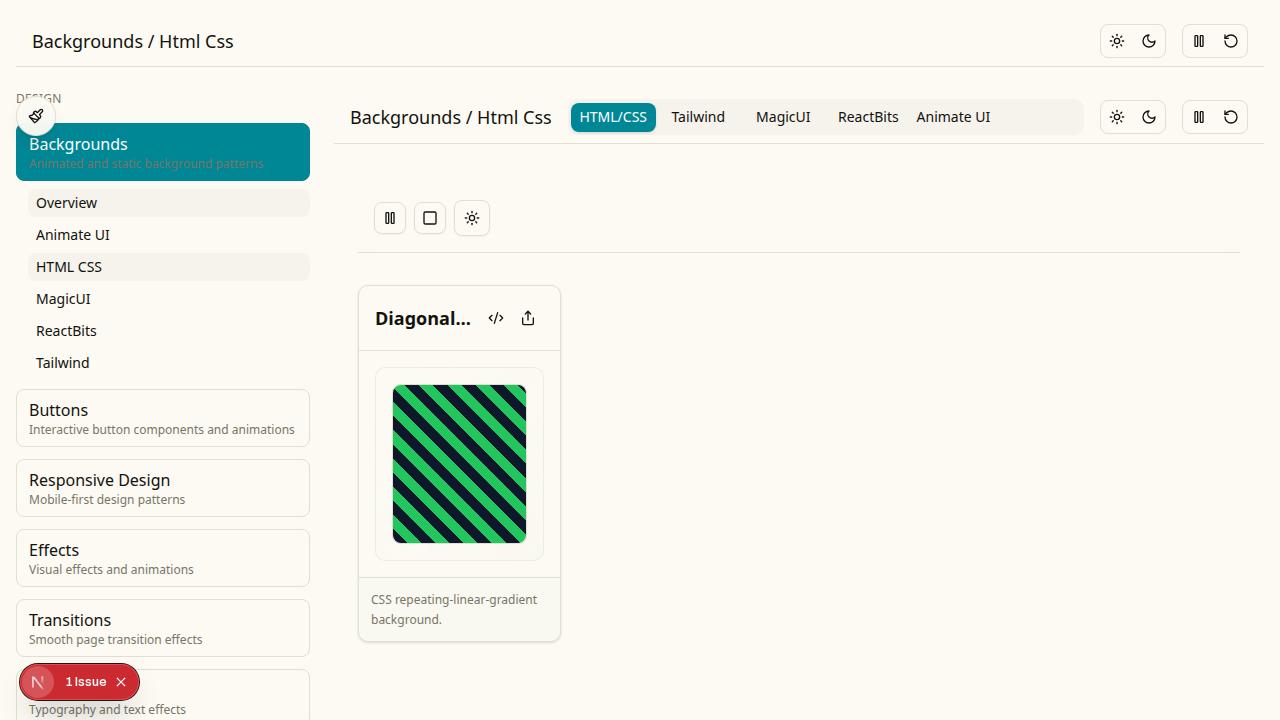 Backgrounds / Html Css
DESIGN
Backgrounds
Animated and static background patterns
Overview
Animate UI
HTML CSS
MagicUI
ReactBits
Tailwind
Buttons
Interactive button components and animations
Responsive Design
Mobile-first design patterns
Effects
Visual effects and animations
Transitions
Smooth page transition effects
Typography and text effects
N 1 Issue
Backgrounds / Html Css
HTML/CSS Tailwind MagicUI ReactBits Animate UI
Diagonal...
CSS repeating-linear-gradient
background.